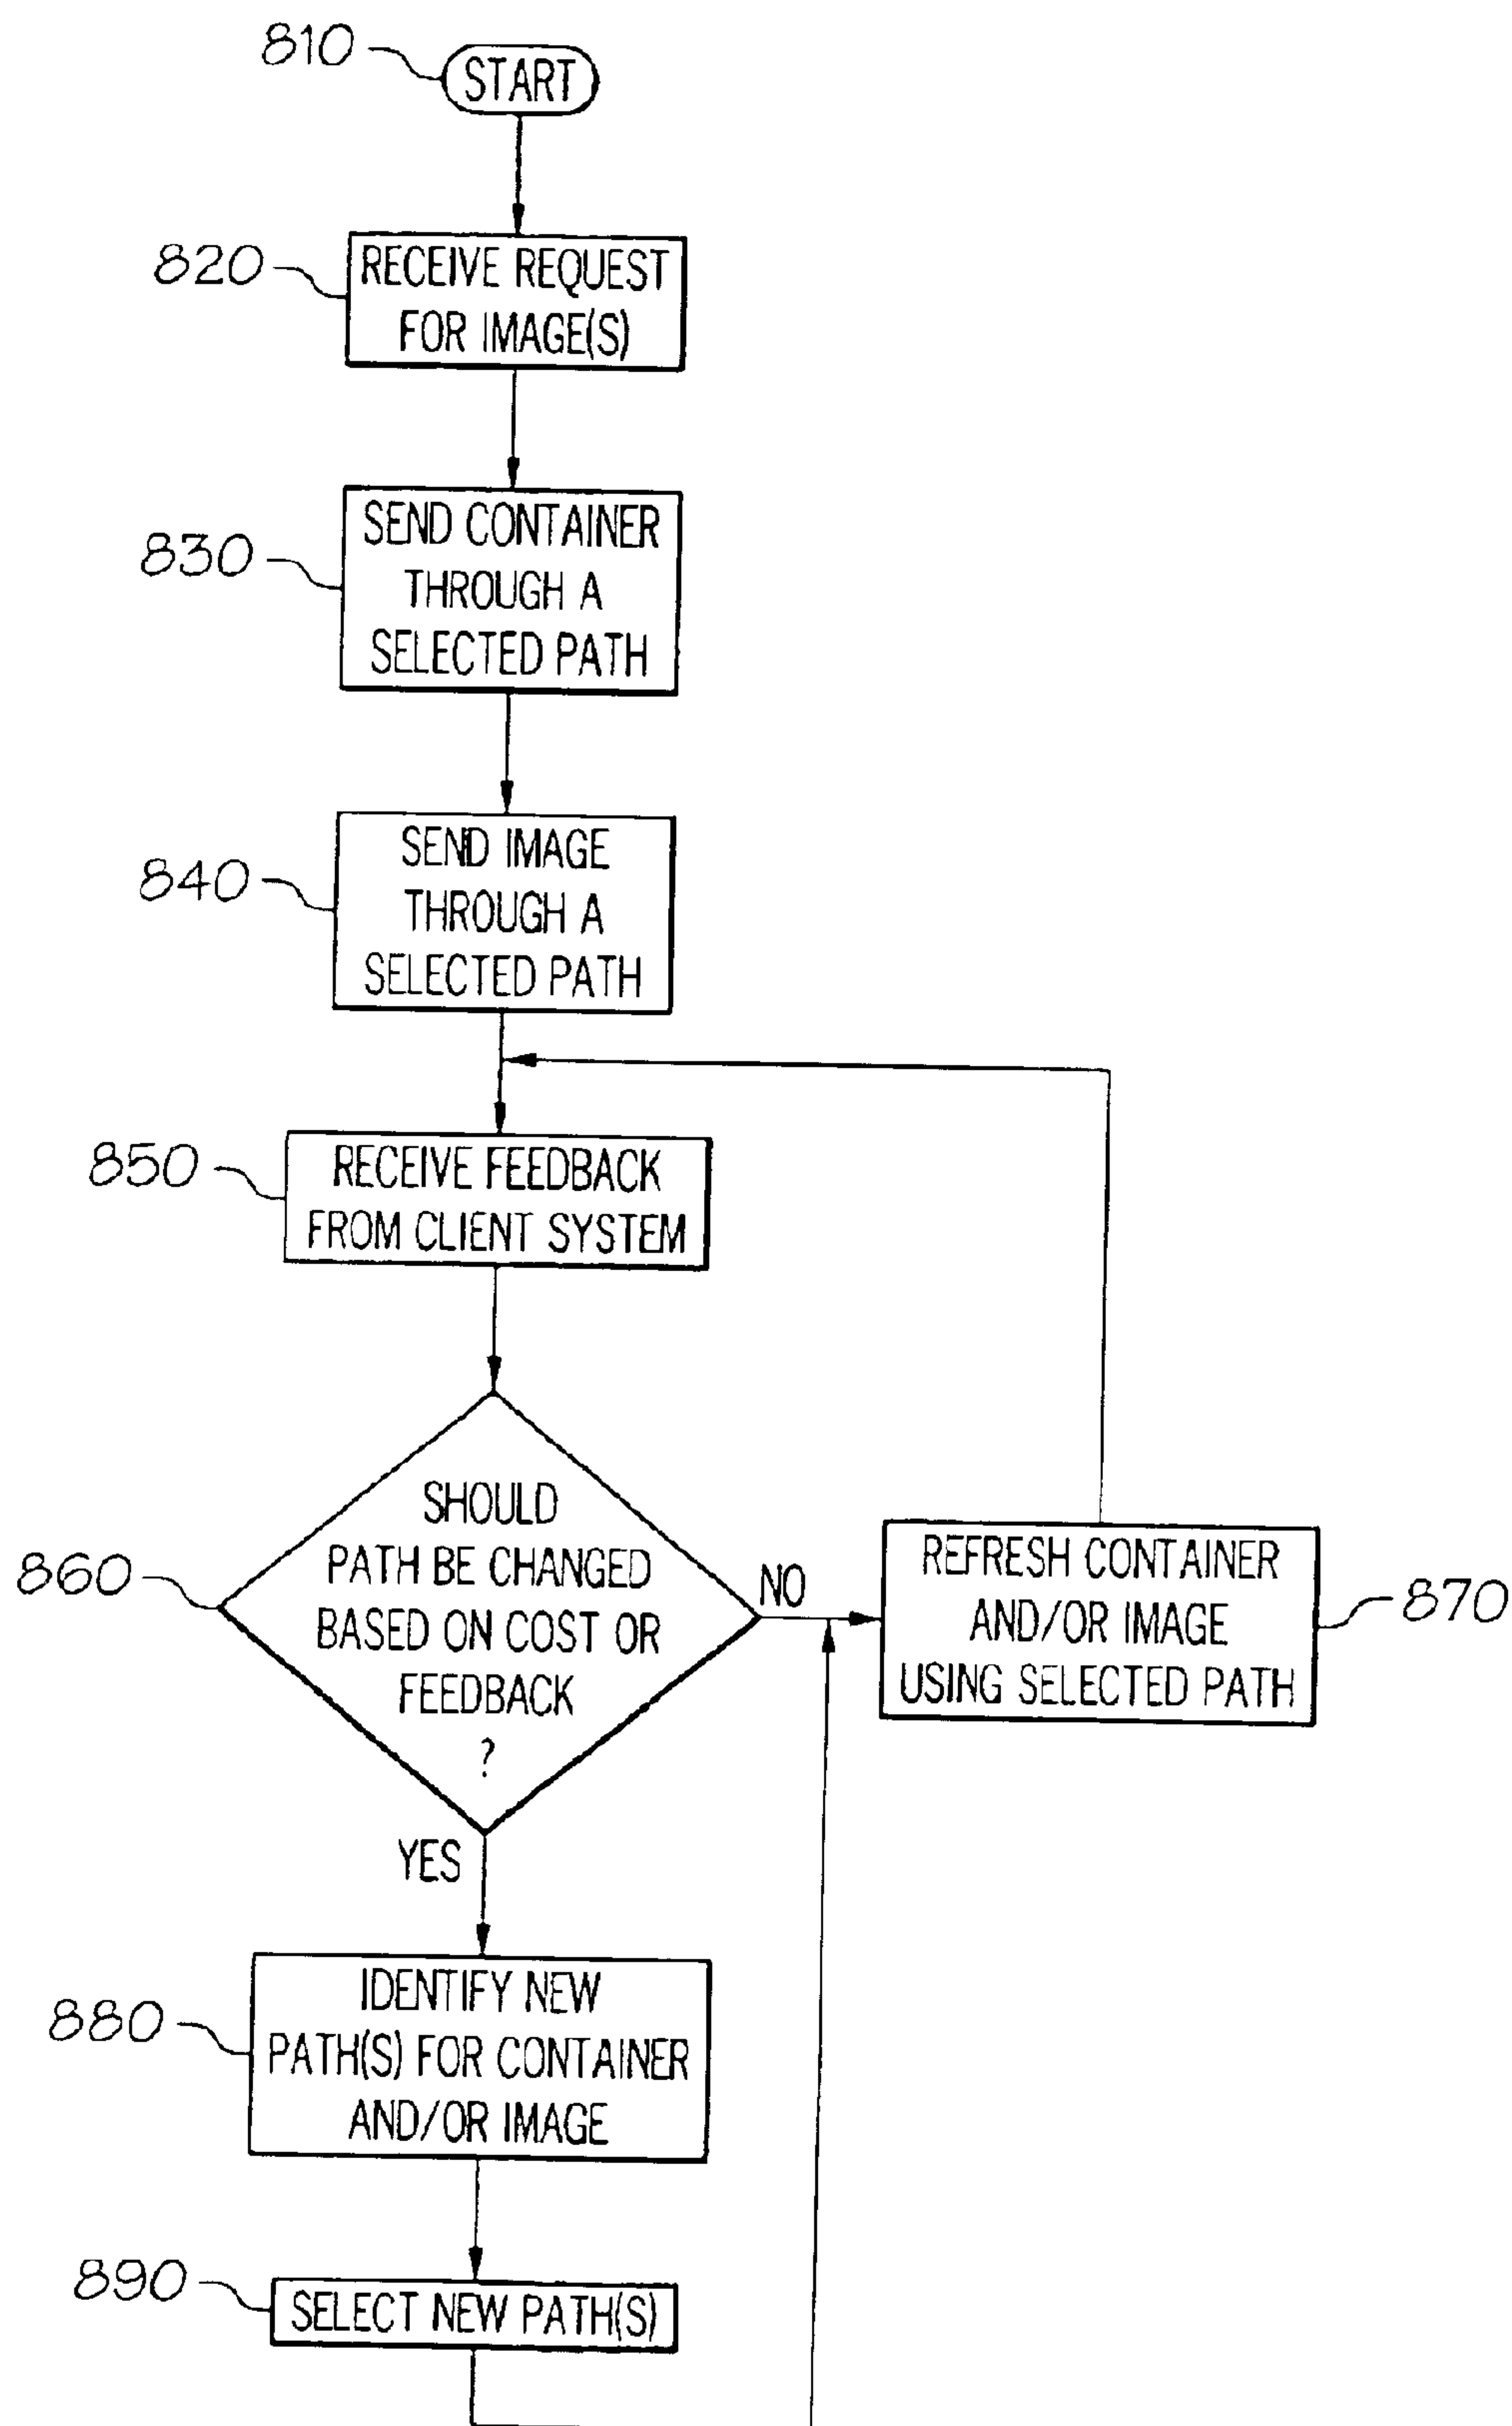 810
START
820
RECEIVE REQUEST
FOR IMAGE(S)
830
SEND CONTAINER
THROUGH A
SELECTED PATH
840
SEND IMAGE
THROUGH A
SELECTED PATH
850
RECEIVE FEEDBACK
FROM CLIENT SYSTEM
860
SHOULD
PATH BE CHANGED
BASED ON COST OR
FEEDBACK
?
NO
REFRESH CONTAINER
AND/OR IMAGE
USING SELECTED PATH
870
YES
880
IDENTIFY NEW
PATH(S) FOR CONTAINER
AND/OR IMAGE
890
SELECT NEW PATH(S)